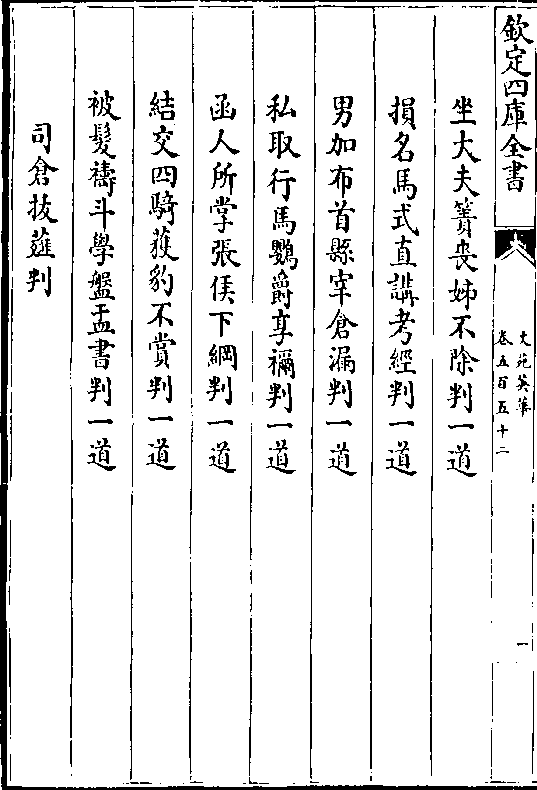 欽定四庫全書
文苑英華
卷五百五十二
一
坐大夫簀喪姊不除判一道
損名馬式直講考經判一道
男加布首縣宰倉漏判一道
私取行馬鸚爵享禰判一道
函人所掌張侯下綱判一道
結交四騎獲豹不賞判一道
被髮禱斗學盤盂書判一道
司倉拔薤判